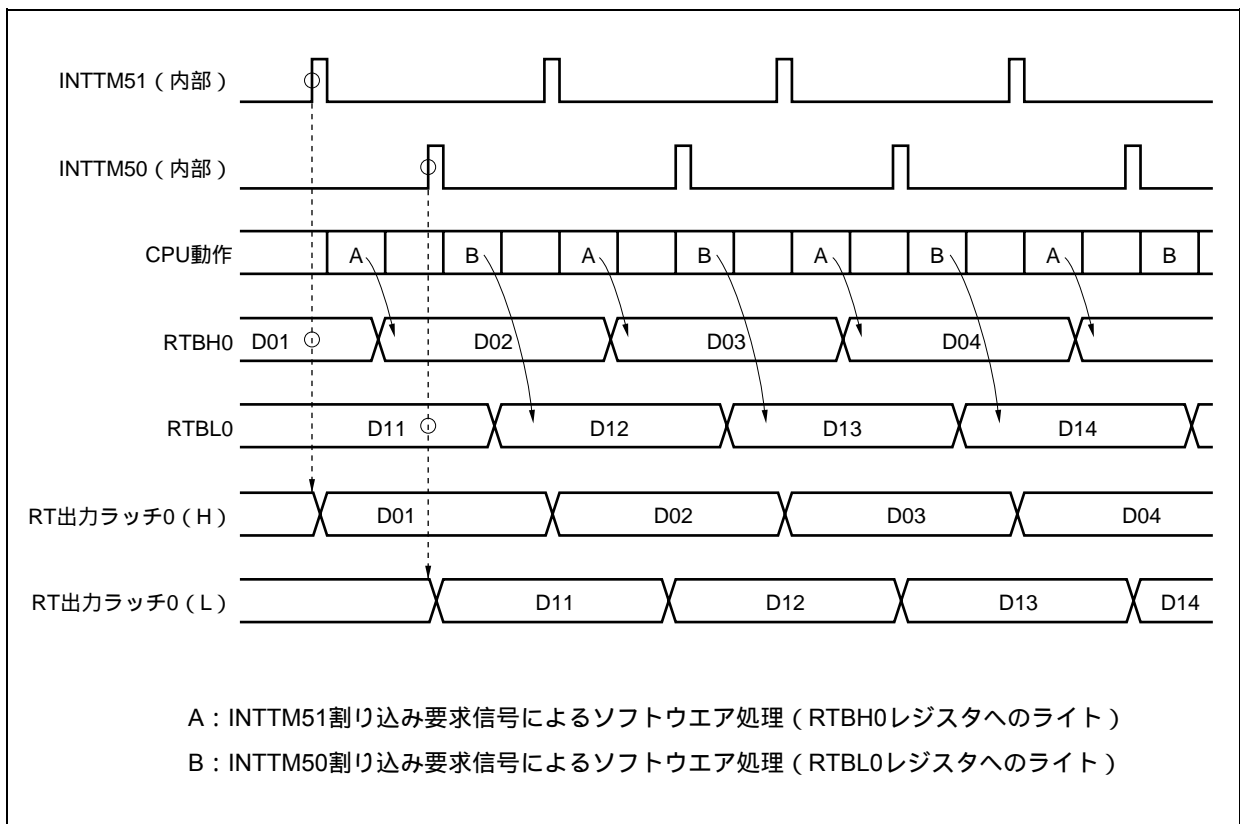 INTTM51（内部）
INTTM50（内部）
CPU動作 A B A B A B A B
RTBH0 D01 D02 D03 D04
RTBL0 D11 D12 D13 D14
RT出力ラッチ0（H） D01 D02 D03 D04
RT出力ラッチ0（L） D11 D12 D13 D14
A：INTTM51割り込み要求信号によるソフトウエア処理（RTBH0レジスタへのライト）
B：INTTM50割り込み要求信号によるソフトウエア処理（RTBL0レジスタへのライト）